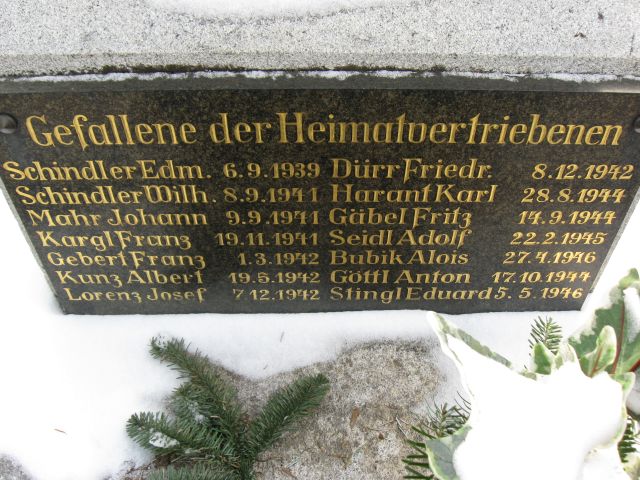 Gefallene der Heimatvertriebenen
Schindler Edm. 6.9.1939 Dürr Friedr. 8.12.1942
Schindler Wilh. 8.9.1941 Harant Karl 28.8.1944
Mahr Johann 9.9.1941 Gäbel Fritz 14.9.1944
Kargl Franz 19.11.1941 Seidl Adolf 22.2.1945
Gebert Franz 1.3.1942 Bubik Alois 27.4.1946
Kunz Albert 19.5.1942 Göttl Anton 17.10.1944
Lorenz Josef 7.12.1942 Stingl Eduard 5.5.1946